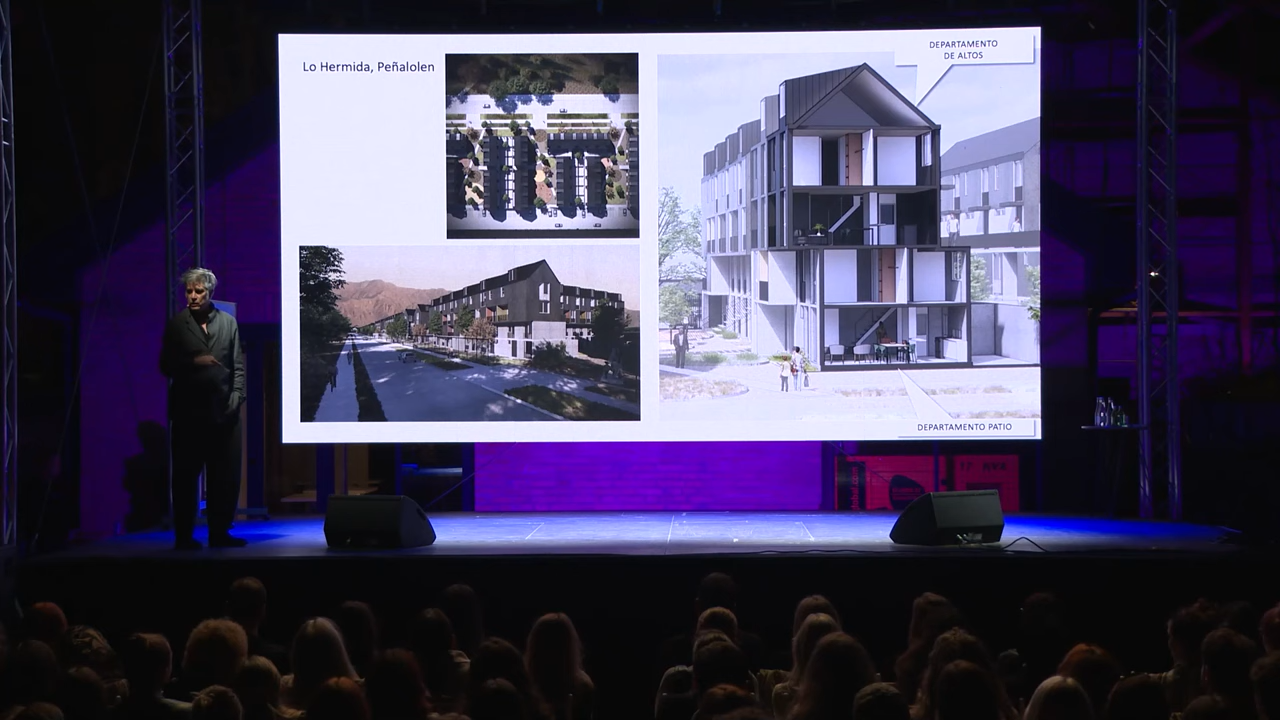 Lo Hermida, Peñalolen
DEPARTAMENTO
DE ALTOS
DEPARTAMENTO PATIO